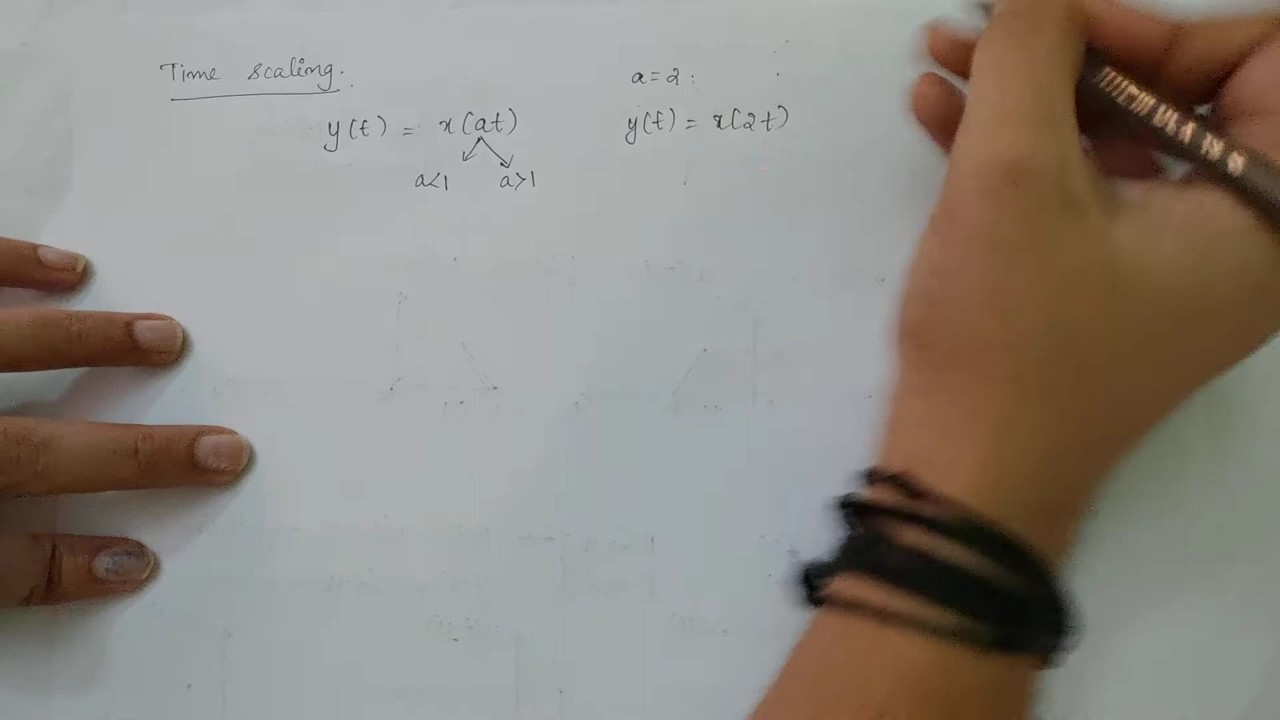 Time scaling.
y(t) = x(at)
a<1 a>1
a=2:
y(t) = x(2t)